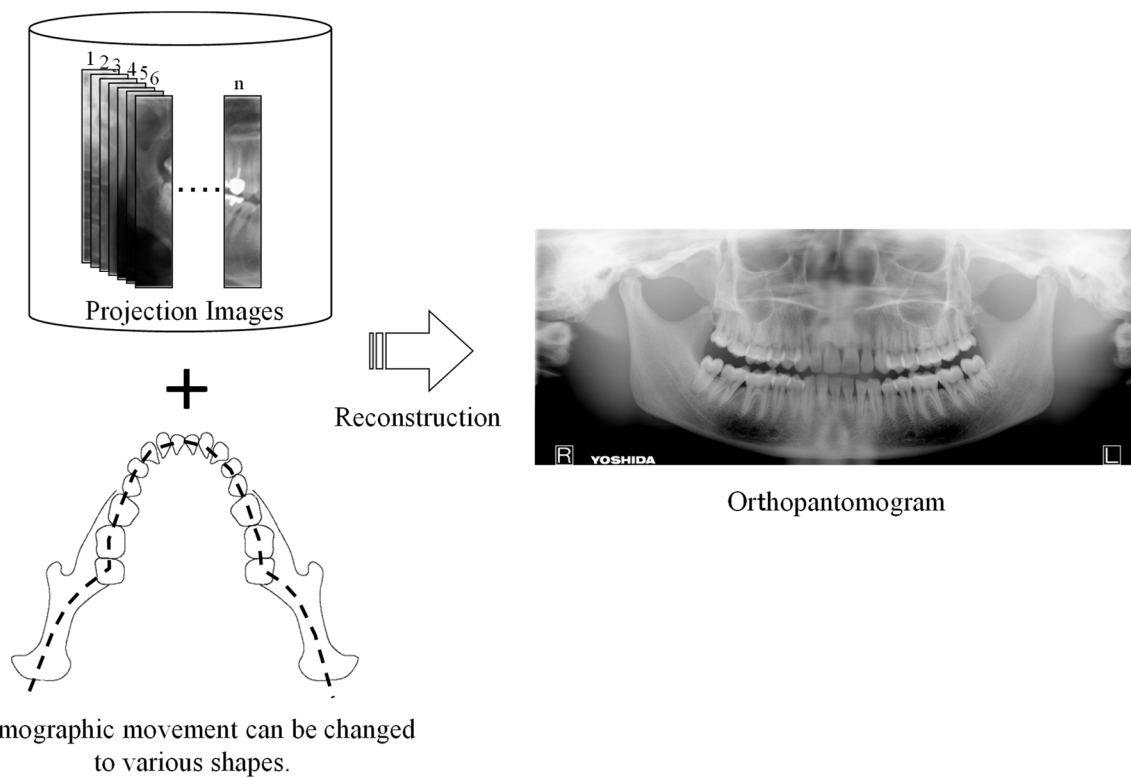 1 2 3 4 5 6
n
Projection Images
Reconstruction
R
YOSHIDA
L
Orthopantomogram
mographic movement can be changed
to various shapes.